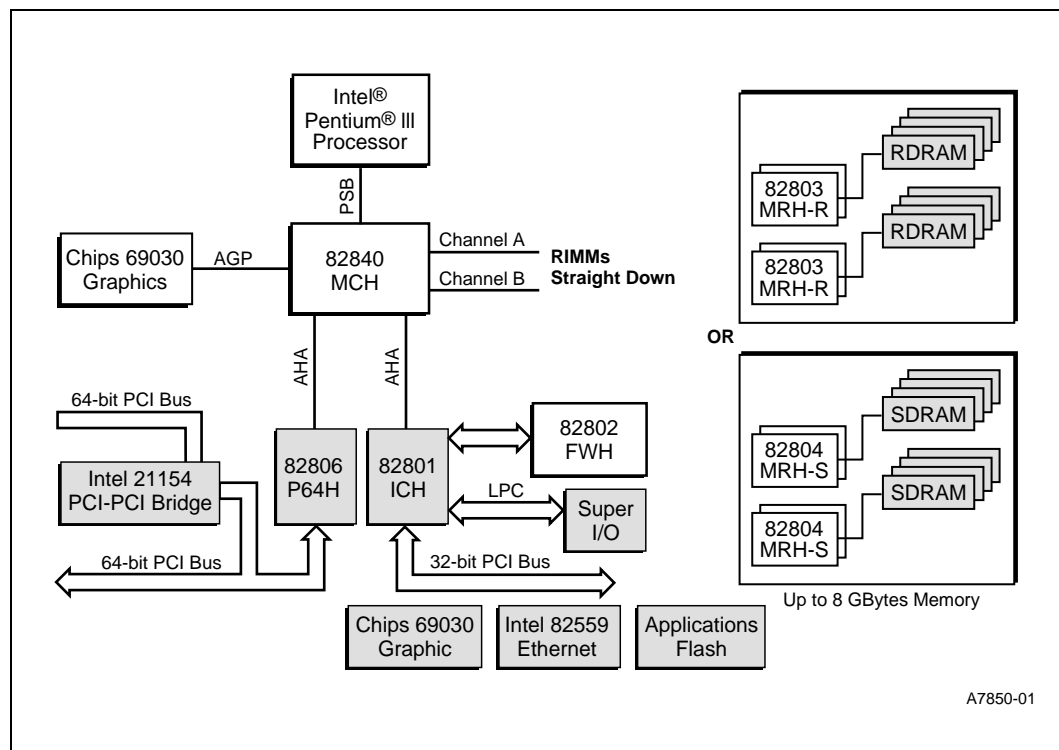 Intel®
Pentium® III
Processor
PSB
Chips 69030
Graphics
AGP
82840
MCH
Channel A
Channel B
RIMMs
Straight Down
AHA
AHA
64-bit PCI Bus
Intel 21154
PCI-PCI Bridge
64-bit PCI Bus
82806
P64H
82801
ICH
82802
FWH
LPC
Super
I/O
32-bit PCI Bus
Chips 69030
Graphic
Intel 82559
Ethernet
Applications
Flash
RDRAM
82803
MRH-R
RDRAM
82803
MRH-R
OR
SDRAM
82804
MRH-S
SDRAM
82804
MRH-S
Up to 8 GBytes Memory
A7850-01